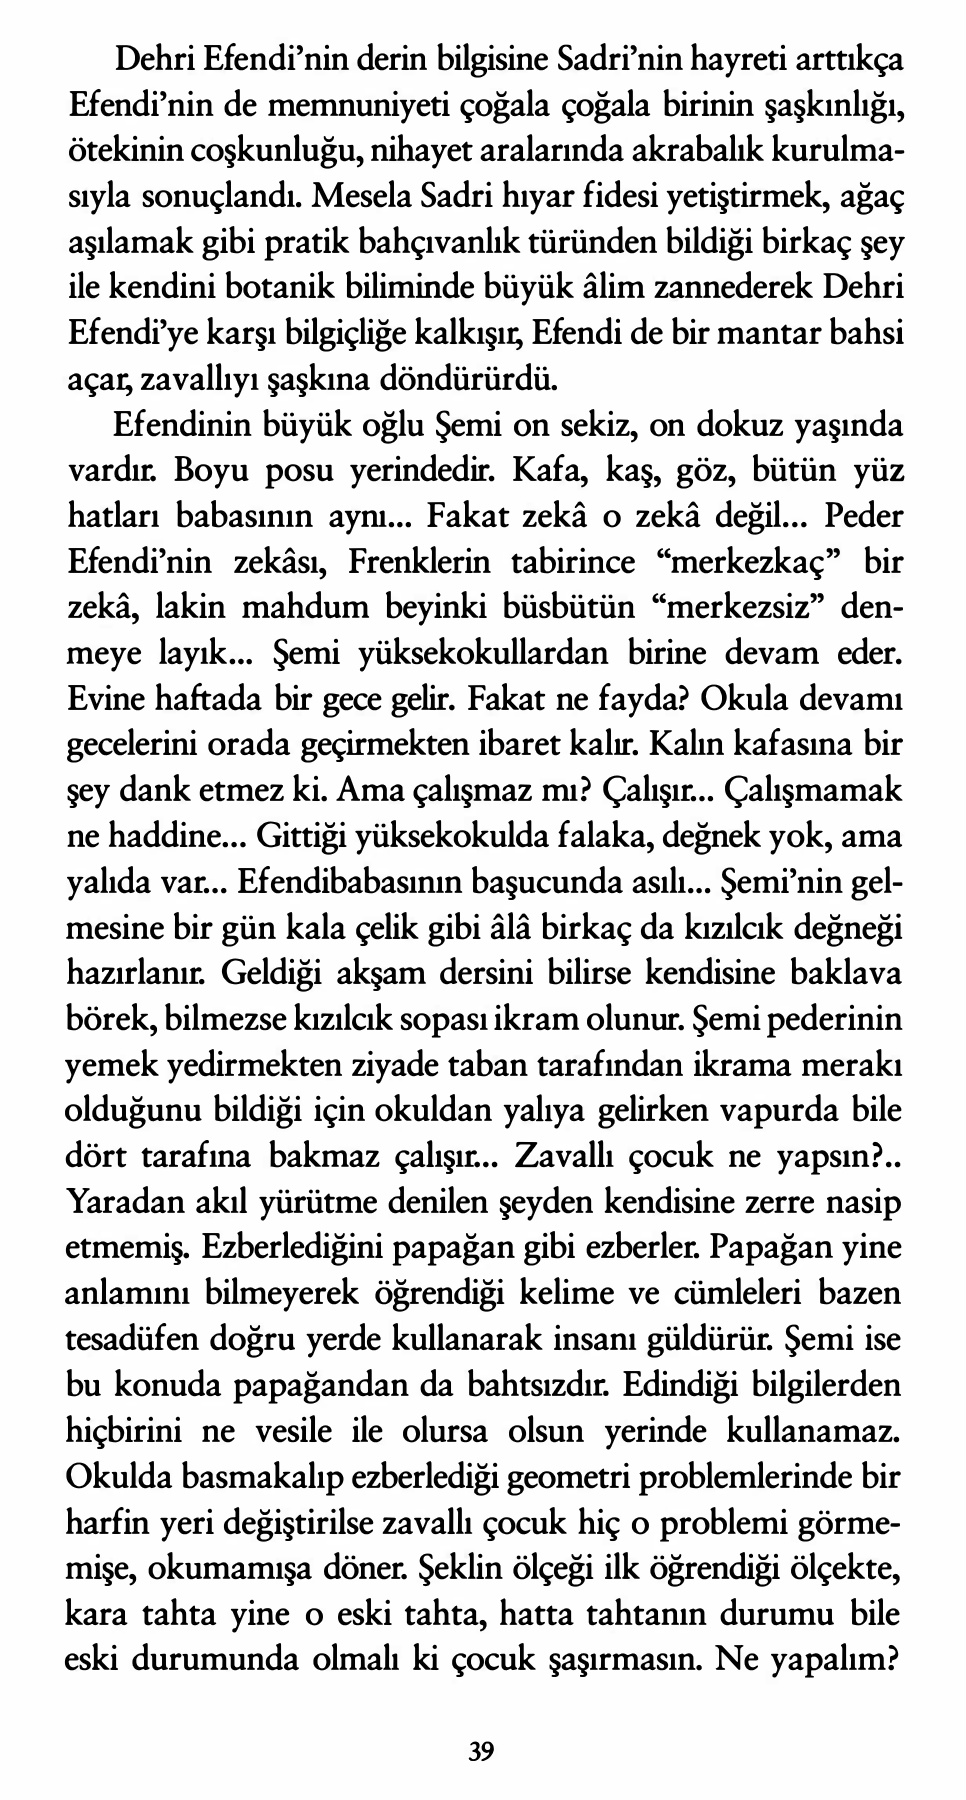 Dehri Efendi’nin derin bilgisine Sadri’nin hayreti arttıkça
Efendi’nin de memnuniyeti çoğala çoğala birinin şaşkınlığı,
ötekinin coşkunluğu, nihayet aralarında akrabalık kurulma-
sıyla sonuçlandı. Mesela Sadri hıyar fidesi yetiştirmek, ağaç
aşılamak gibi pratik bahçıvanlık türünden bildiği birkaç şey
ile kendini botanik biliminde büyük âlim zannederek Dehri
Efendi’ye karşı bilgiçliğe kalkışır, Efendi de bir mantar bahsi
açar, zavallıyı şaşkına döndürürdü.
Efendinin büyük oğlu Şemi on sekiz, on dokuz yaşında
vardır. Boyu posu yerindedir. Kafa, kaş, göz, bütün yüz
hatları babasının aynı... Fakat zekâ o zekâ değil... Peder
Efendi’nin zekâsı, Frenklerin tabirince “merkezkaç” bir
zekâ, lakin mahdum beyinki büsbütün “merkezsiz” den-
meye layık... Şemi yüksekokullardan birine devam eder.
Evine haftada bir gece gelir. Fakat ne fayda? Okula devamı
gecelerini orada geçirmekten ibaret kalır. Kalın kafasına bir
şey dank etmez ki. Ama çalışmaz mı? Çalışır... Çalışmamak
ne haddine... Gittiği yüksekokulda falaka, değnek yok, ama
yalıda var... Efendibabasının başucunda asılı... Şemi’nin gel-
mesine bir gün kala çelik gibi âlâ birkaç da kızılcık değneği
hazırlanır. Geldiği akşam dersini bilirse kendisine baklava
börek, bilmezse kızılcık sopası ikram olunur. Şemi pederinin
yemek yedirmekten ziyade taban tarafından ikrama merakı
olduğunu bildiği için okuldan yalıya gelirken vapurda bile
dört tarafına bakmaz çalışır... Zavallı çocuk ne yapsın?..
Yaradan akıl yürütme denilen şeyden kendisine zerre nasip
etmemiş. Ezberlediğini papağan gibi ezberler. Papağan yine
anlamını bilmeyerek öğrendiği kelime ve cümleleri bazen
tesadüfen doğru yerde kullanarak insanı güldürür. Şemi ise
bu konuda papağandan da bahtsızdır. Edindiği bilgilerden
hiçbirini ne vesile ile olursa olsun yerinde kullanamaz.
Okulda basmakalıp ezberlediği geometri problemlerinde bir
harfin yeri değiştirilse zavallı çocuk hiç o problemi görme-
mişe, okumamışa döner. Şeklin ölçeği ilk öğrendiği ölçekte,
kara tahta yine o eski tahta, hatta tahtanın durumu bile
eski durumunda olmalı ki çocuk şaşırmasın. Ne yapalım?
39